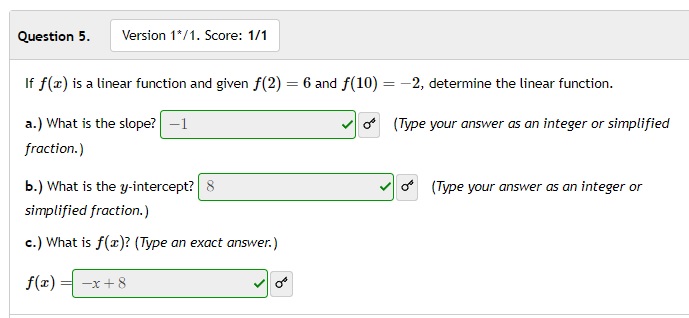 Question 5. Version 1*/1. Score: 1/1
If f(x) is a linear function and given f(2) = 6 and f(10) = −2, determine the linear function.
a.) What is the slope? −1 (Type your answer as an integer or simplified
fraction.)
b.) What is the y-intercept? 8 (Type your answer as an integer or
simplified fraction.)
c.) What is f(x)? (Type an exact answer.)
f(x) = −x + 8